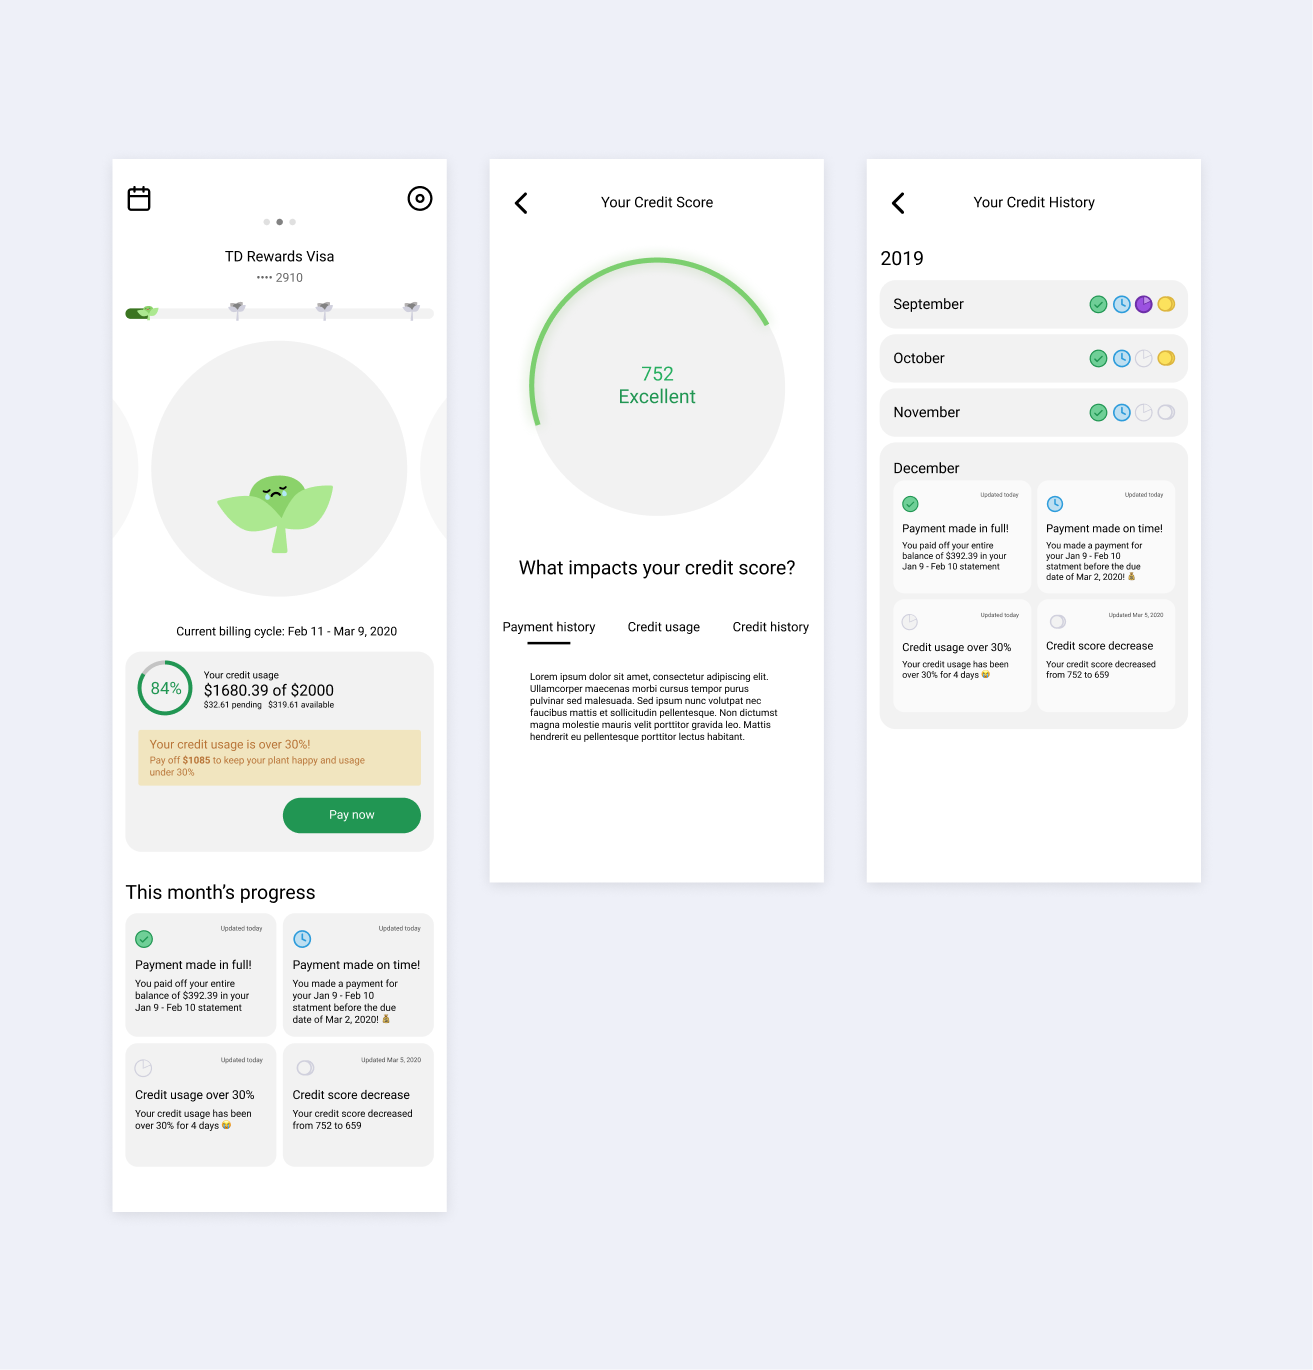 TD Rewards Visa
•••• 2910
Current billing cycle: Feb 11 - Mar 9, 2020
84%
Your credit usage
$1680.39 of $2000
$32.61 pending $319.61 available
Your credit usage is over 30%!
Pay off $1085 to keep your plant happy and usage
under 30%
Pay now
This month’s progress
Updated today
Payment made in full!
You paid off your entire
balance of $392.39 in your
Jan 9 - Feb 10 statement
Updated today
Payment made on time!
You made a payment for
your Jan 9 - Feb 10
statment before the due
date of Mar 2, 2020! 💰
Updated today
Credit usage over 30%
Your credit usage has been
over 30% for 4 days 😭
Updated Mar 5, 2020
Credit score decrease
Your credit score decreased
from 752 to 659
Your Credit Score
752
Excellent
What impacts your credit score?
Payment history
Credit usage
Credit history
Lorem ipsum dolor sit amet, consectetur adipiscing elit.
Ullamcorper maecenas morbi cursus tempor purus
pulvinar sed malesuada. Sed ipsum nunc volutpat nec
faucibus mattis et sollicitudin pellentesque. Non dictumst
magna molestie mauris velit porttitor gravida leo. Mattis
hendrerit eu pellentesque porttitor lectus habitant.
Your Credit History
2019
September
October
November
December
Updated today
Payment made in full!
You paid off your entire
balance of $392.39 in your
Jan 9 - Feb 10 statement
Updated today
Payment made on time!
You made a payment for
your Jan 9 - Feb 10
statment before the due
date of Mar 2, 2020! 💰
Updated today
Credit usage over 30%
Your credit usage has been
over 30% for 4 days 😭
Updated Mar 5, 2020
Credit score decrease
Your credit score decreased
from 752 to 659